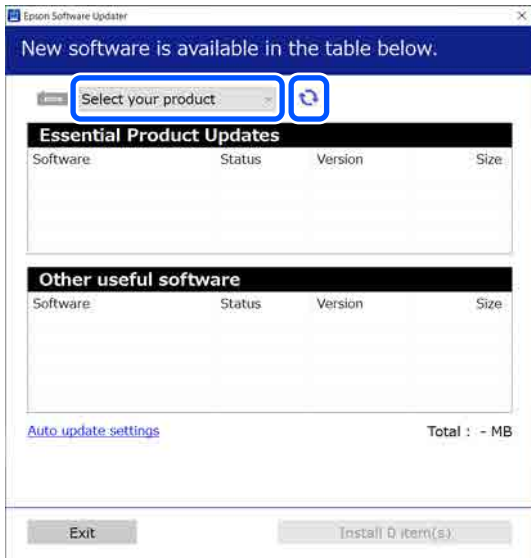 Epson Software Updater
New software is available in the table below.
Select your product
Essential Product Updates
Software Status Version Size
Other useful software
Software Status Version Size
Auto update settings Total : - MB
Exit Install 0 item(s)